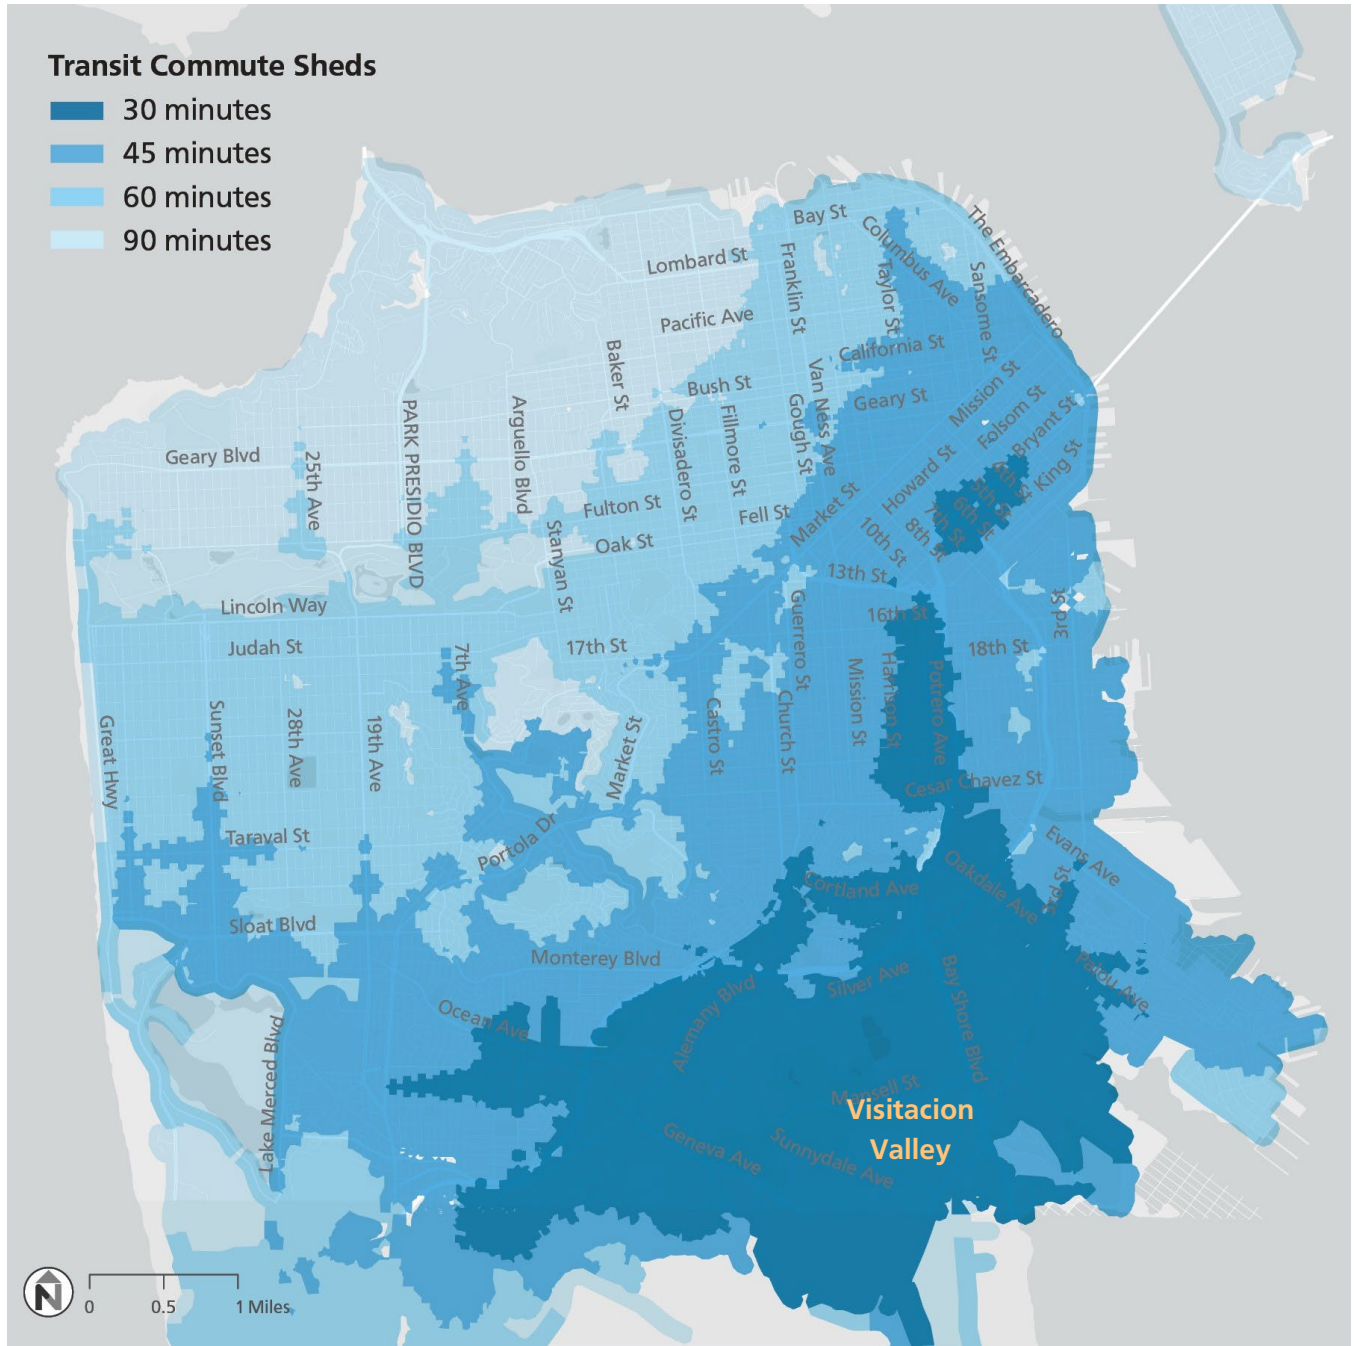 Transit Commute Sheds
30 minutes
45 minutes
60 minutes
90 minutes
Bay St
Columbus Ave
The Embarcadero
Lombard St
Franklin St
Taylor St
Sansome St
Pacific Ave
California St
Baker St
Bush St
Van Ness Ave
Geary St
Mission St
Folsom St
Bryant St
Geary Blvd
25th Ave
PARK PRESIDIO BLVD
Arguello Blvd
Divisadero St
Fillmore St
Gough St
Howard St
4th St
King St
5th St
6th St
7th St
8th St
10th St
Market St
Fulton St
Fell St
Stanyan St
Oak St
13th St
Lincoln Way
Judah St
7th Ave
17th St
Guerrero St
16th St
18th St
3rd St
Great Hwy
Sunset Blvd
28th Ave
19th Ave
Market St
Castro St
Church St
Mission St
Harrison St
Potrero Ave
Cesar Chavez St
Taraval St
Portola Dr
Evans Ave
Cortland Ave
Oakdale Ave
3rd St
Sloat Blvd
Monterey Blvd
Silver Ave
Bay Shore Blvd
Palou Ave
Ocean Ave
Alemany Blvd
Lake Merced Blvd
Mansell St
Visitacion
Valley
Geneva Ave
Sunnydale Ave
N
0
0.5
1 Miles